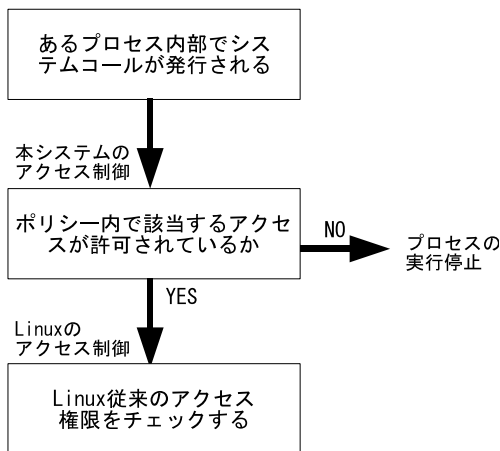 あるプロセス内部でシス
テムコールが発行される
本システムの
アクセス制御
ポリシー内で該当するアクセ
スが許可されているか
NO
プロセスの
実行停止
YES
Linuxの
アクセス制御
Linux従来のアクセス
権限をチェックする